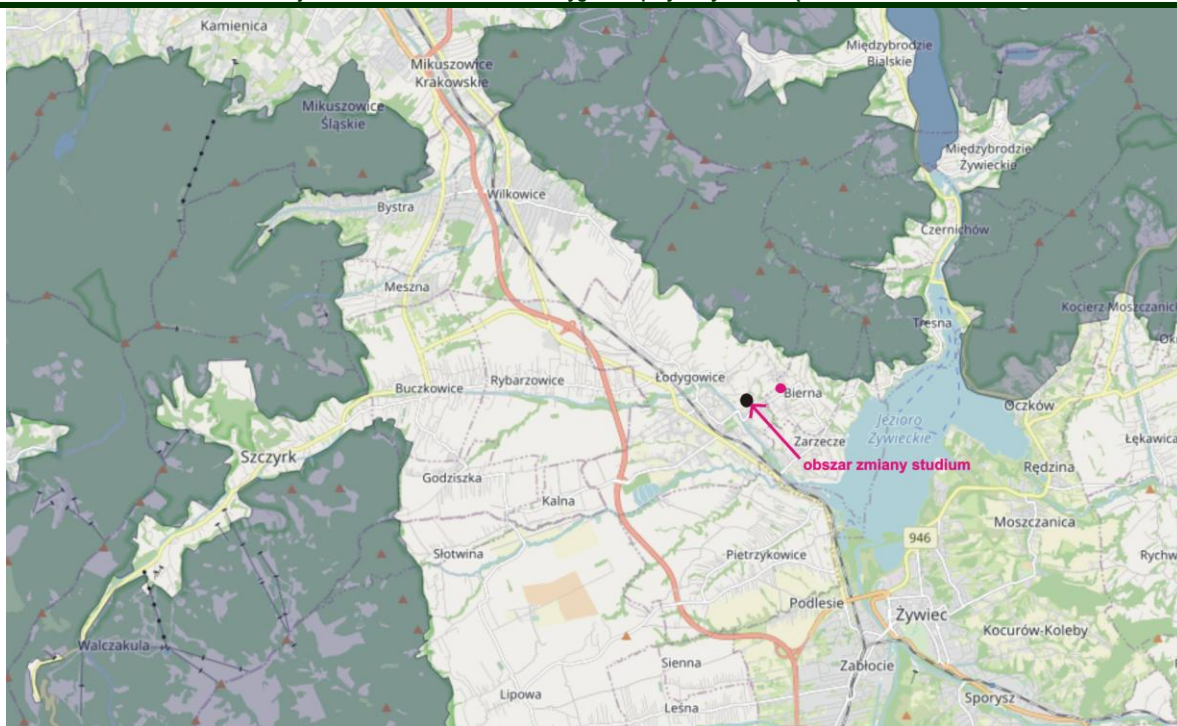 Kamienica
Międzybrodzie
Bialskie
Mikuszowice
Krakowskie
Mikuszowice
Śląskie
Międzybrodzie
Żywieckie
Wilkowice
Bystra
Czernichów
Meszna
Kocierz Moszczanic
Tresna
Łodygowice
Rybarzowice
Buczkowice
Bierna
Oczków
Jezioro
Żywieckie
Zarzecze
Łękawica
Szczyrk
obszar zmiany studium
Rędzina
Godziszka
Kalna
Moszczanica
946
Słotwina
Pietrzykowice
Rychw
Podlesie
Żywiec
Kocurów-Koleby
Walczakula
Sienna
Zabłocie
Lipowa
Sporysz
Leśna